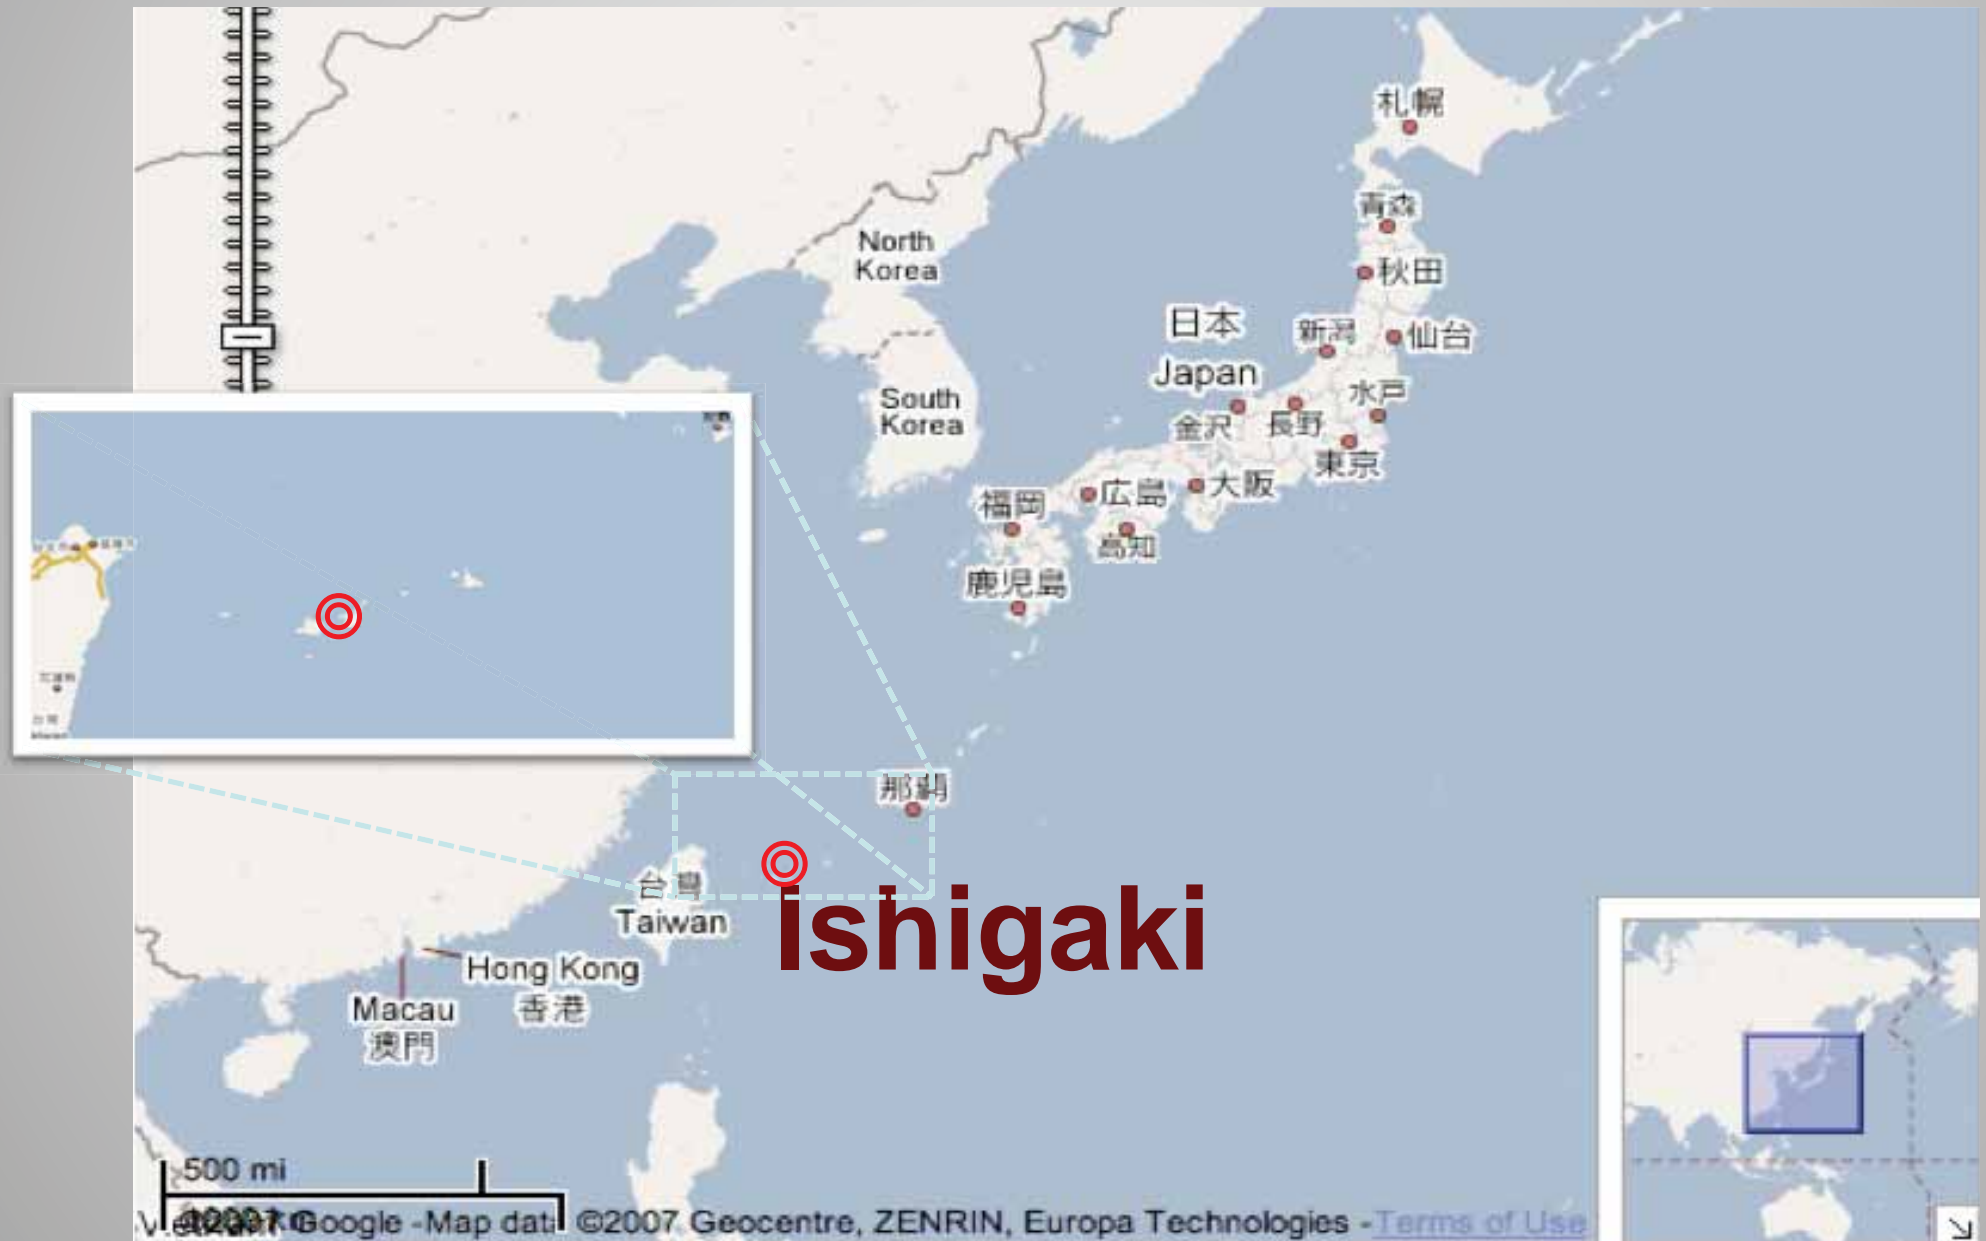 札幌
青森
秋田
North
Korea
日本
Japan
新潟
仙台
水戸
South
Korea
金沢
長野
東京
福岡
広島
大阪
高知
鹿児島
那覇
台灣
Taiwan
Ishigaki
Hong Kong
香港
Macau
澳門
500 mi
Google - Map data ©2007 Geocentre, ZENRIN, Europa Technologies - Terms of Use